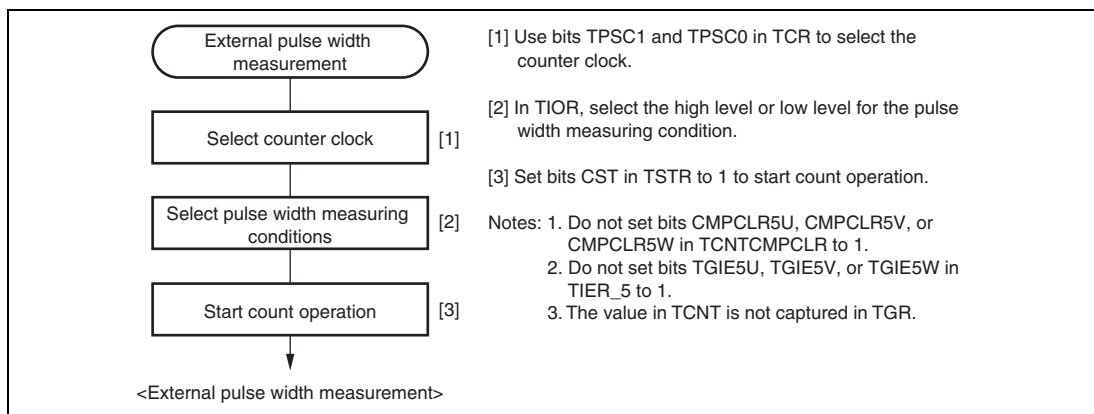 External pulse width
measurement
Select counter clock
[1]
Select pulse width measuring
conditions
[2]
Start count operation
[3]
<External pulse width measurement>
[1] Use bits TPSC1 and TPSC0 in TCR to select the
counter clock.
[2] In TIOR, select the high level or low level for the pulse
width measuring condition.
[3] Set bits CST in TSTR to 1 to start count operation.
Notes: 1. Do not set bits CMPCLR5U, CMPCLR5V, or
CMPCLR5W in TCNTCMPCLR to 1.
2. Do not set bits TGIE5U, TGIE5V, or TGIE5W in
TIER_5 to 1.
3. The value in TCNT is not captured in TGR.